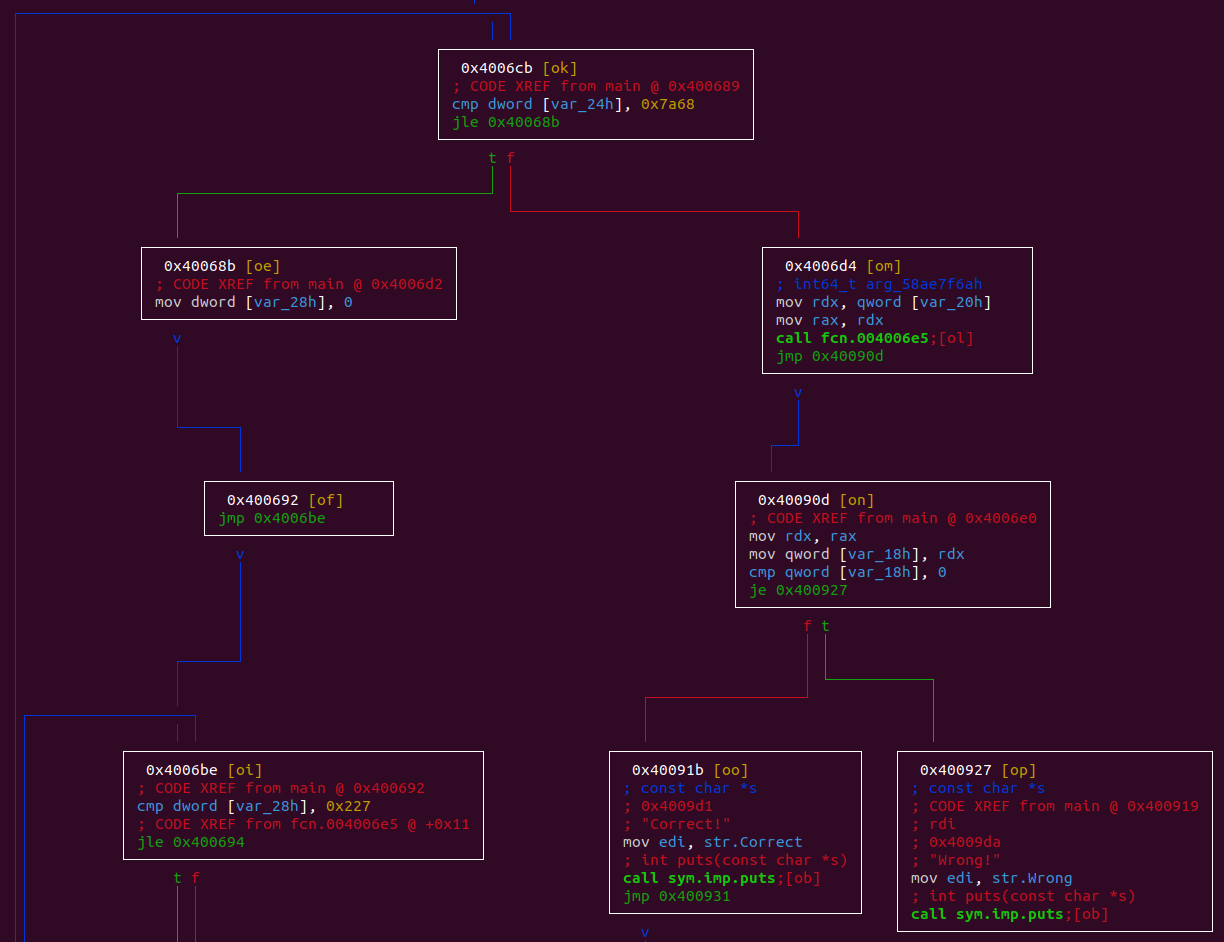 0x4006cb [ok]
; CODE XREF from main @ 0x400689
cmp dword [var_24h], 0x7a68
jle 0x40068b
t f
0x40068b [oe]
; CODE XREF from main @ 0x4006d2
mov dword [var_28h], 0
v
0x4006d4 [om]
; int64_t arg_58ae7f6ah
mov rdx, qword [var_20h]
mov rax, rdx
call fcn.004006e5;[ol]
jmp 0x40090d
v
0x400692 [of]
jmp 0x4006be
v
0x40090d [on]
; CODE XREF from main @ 0x4006e0
mov rdx, rax
mov qword [var_18h], rdx
cmp qword [var_18h], 0
je 0x400927
f t
0x4006be [oi]
; CODE XREF from main @ 0x400692
cmp dword [var_28h], 0x227
; CODE XREF from fcn.004006e5 @ +0x11
jle 0x400694
t f
0x40091b [oo]
; const char *s
; 0x4009d1
; "Correct!"
mov edi, str.Correct
; int puts(const char *s)
call sym.imp.puts;[ob]
jmp 0x400931
v
0x400927 [op]
; const char *s
; CODE XREF from main @ 0x400919
; rdi
; 0x4009da
; "Wrong!"
mov edi, str.Wrong
; int puts(const char *s)
call sym.imp.puts;[ob]